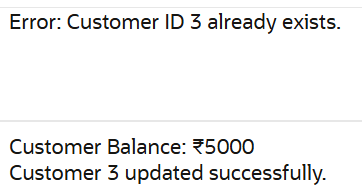 Error: Customer ID 3 already exists.
Customer Balance: ₹5000
Customer 3 updated successfully.